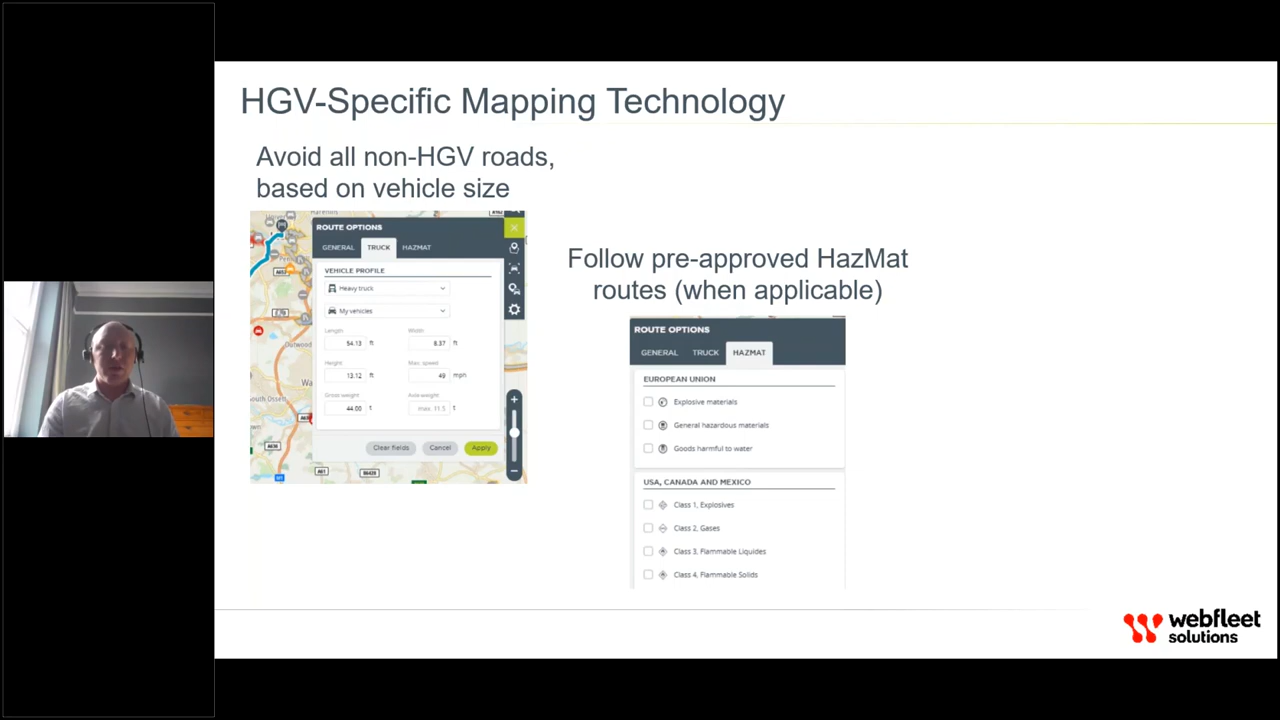 HGV-Specific Mapping Technology
Avoid all non-HGV roads,
based on vehicle size
ROUTE OPTIONS
GENERAL TRUCK HAZMAT
VEHICLE PROFILE
Heavy truck
My vehicles
Length: Width:
54.13 ft 8.37 ft
Height: Max. speed
13.12 ft 49 mph
Gross weight: Axle weight:
44.00 t max. 11.5 t
Clear fields Cancel Apply
A61
Follow pre-approved HazMat
routes (when applicable)
ROUTE OPTIONS
GENERAL TRUCK HAZMAT
EUROPEAN UNION
Explosive materials
General hazardous materials
Goods harmful to water
USA, CANADA AND MEXICO
Class 1, Explosives
Class 2, Gases
Class 3, Flammable Liquides
Class 4, Flammable Solids
webfleet
solutions